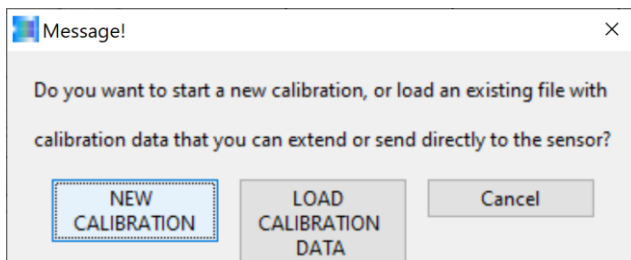 Message!
Do you want to start a new calibration, or load an existing file with
calibration data that you can extend or send directly to the sensor?
NEW
CALIBRATION
LOAD
CALIBRATION
DATA
Cancel